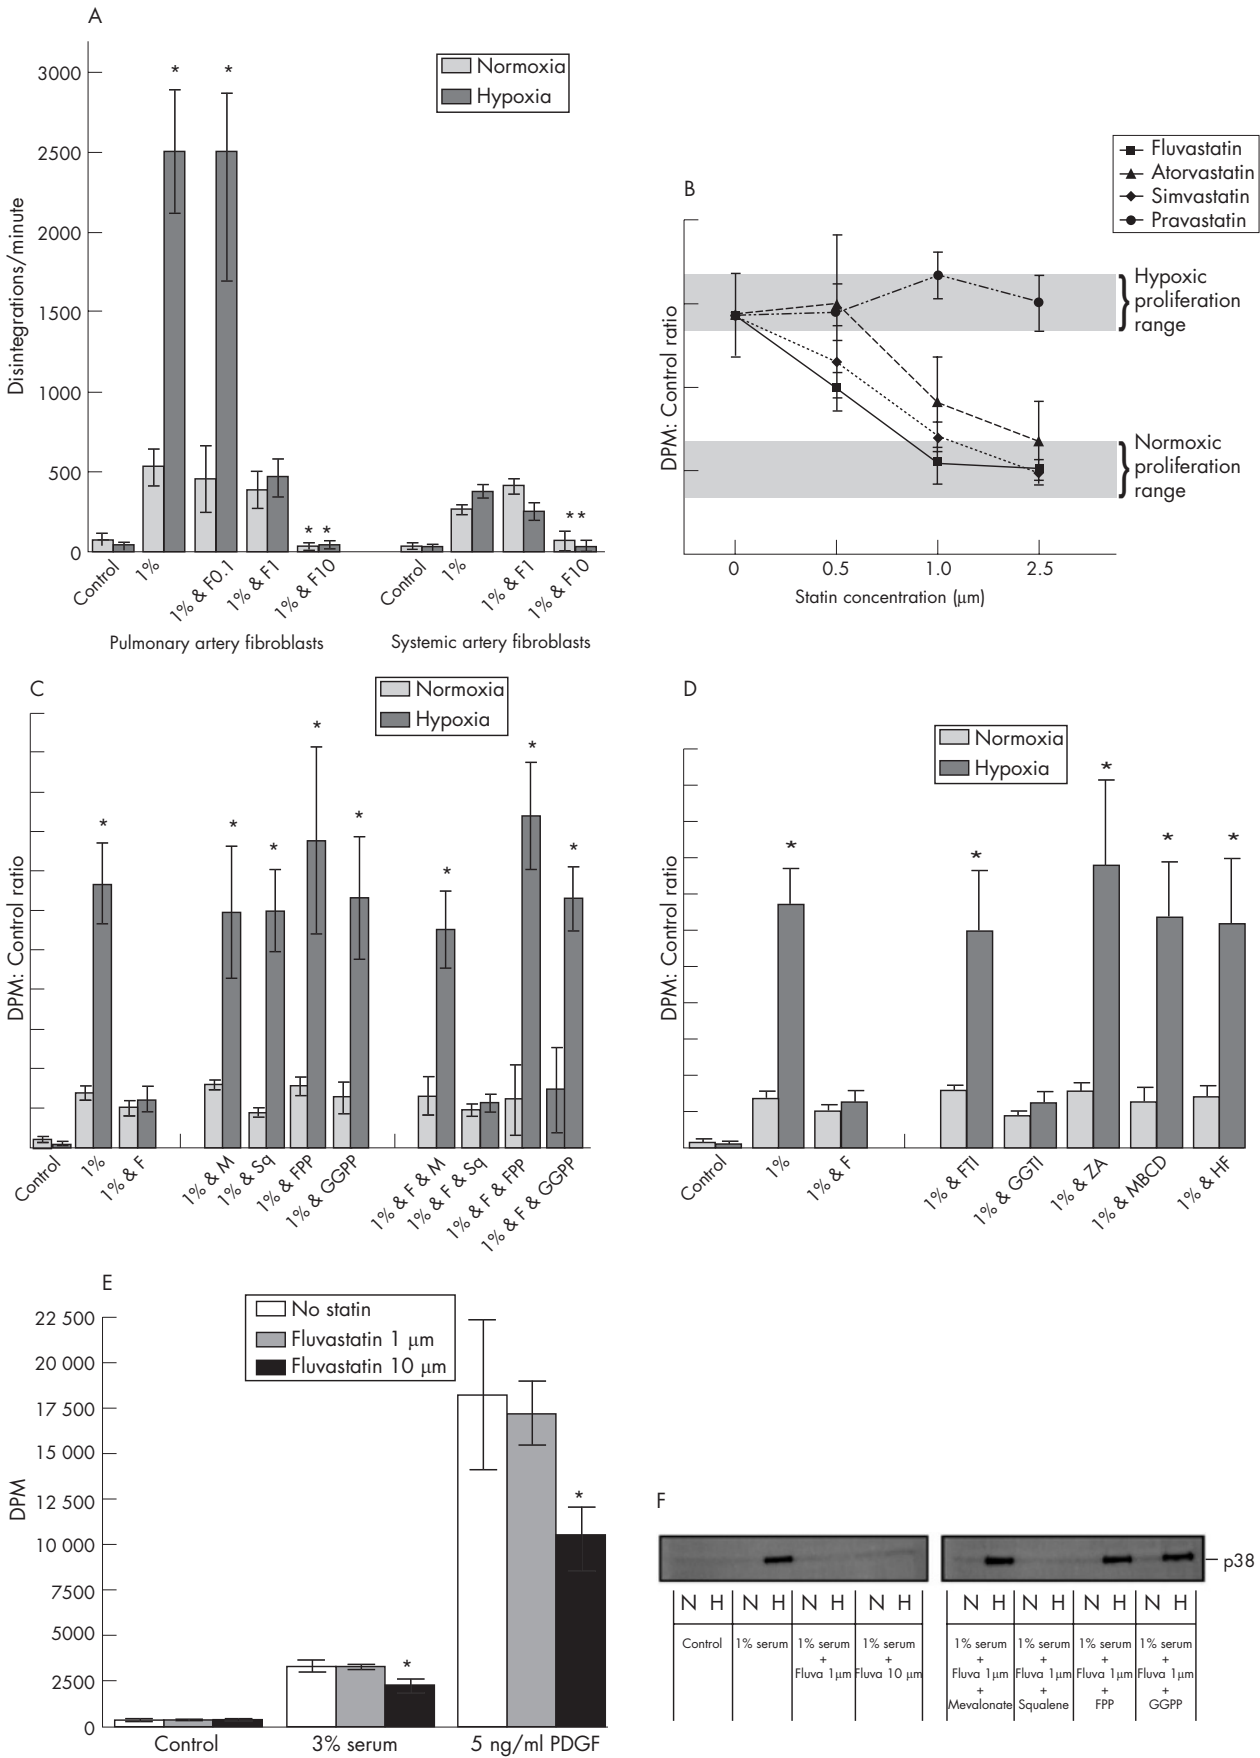 A
3000
2500
2000
1500
1000
500
0
Disintegrations/minute
Normoxia
Hypoxia
* *
* *
**
Control
1%
1% & F0.1
1% & F1
1% & F10
Control
1%
1% & F1
1% & F10
Pulmonary artery fibroblasts
Systemic artery fibroblasts
B
Fluvastatin
Atorvastatin
Simvastatin
Pravastatin
DPM: Control ratio
Hypoxic
proliferation
range
Normoxic
proliferation
range
0 0.5 1.0 2.5
Statin concentration (μm)
C
Normoxia
Hypoxia
DPM: Control ratio
* * * * * * * *
Control
1%
1% & F
1% & M
1% & Sq
1% & FPP
1% & GGPP
1% & F & M
1% & F & Sq
1% & F & FPP
1% & F & GGPP
D
Normoxia
Hypoxia
DPM: Control ratio
* * * * *
Control
1%
1% & F
1% & FTI
1% & GGTI
1% & ZA
1% & MBCD
1% & HF
E
No statin
Fluvastatin 1 μm
Fluvastatin 10 μm
22 500
20 000
17 500
15 000
12 500
10 000
7500
5000
2500
0
DPM
*
*
Control
3% serum
5 ng/ml PDGF
F
p38
N H N H N H N H
Control
1% serum
1% serum
+
Fluva 1μm
1% serum
+
Fluva 10 μm
N H N H N H N H
1% serum
+
Fluva 1μm
+
Mevalonate
1% serum
+
Fluva 1μm
+
Squalene
1% serum
+
Fluva 1μm
+
FPP
1% serum
+
Fluva 1μm
+
GGPP